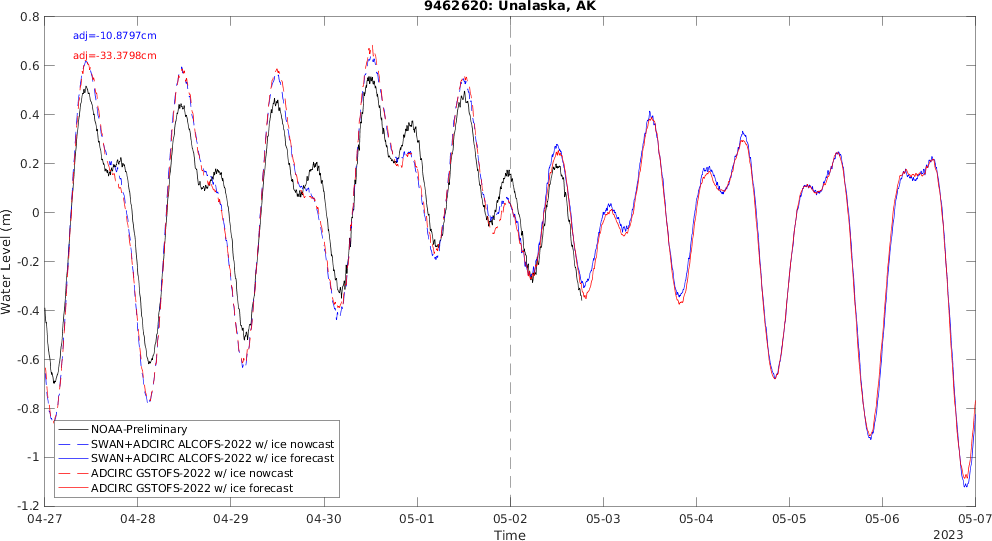 9462620: Unalaska, AK
adj=-10.8797cm
adj=-33.3798cm
Water Level (m)
0.8
0.6
0.4
0.2
0
-0.2
-0.4
-0.6
-0.8
-1
-1.2
NOAA-Preliminary
SWAN+ADCIRC ALCOFS-2022 w/ ice nowcast
SWAN+ADCIRC ALCOFS-2022 w/ ice forecast
ADCIRC GSTOFS-2022 w/ ice nowcast
ADCIRC GSTOFS-2022 w/ ice forecast
04-27 04-28 04-29 04-30 05-01 05-02 05-03 05-04 05-05 05-06 05-07
Time
2023